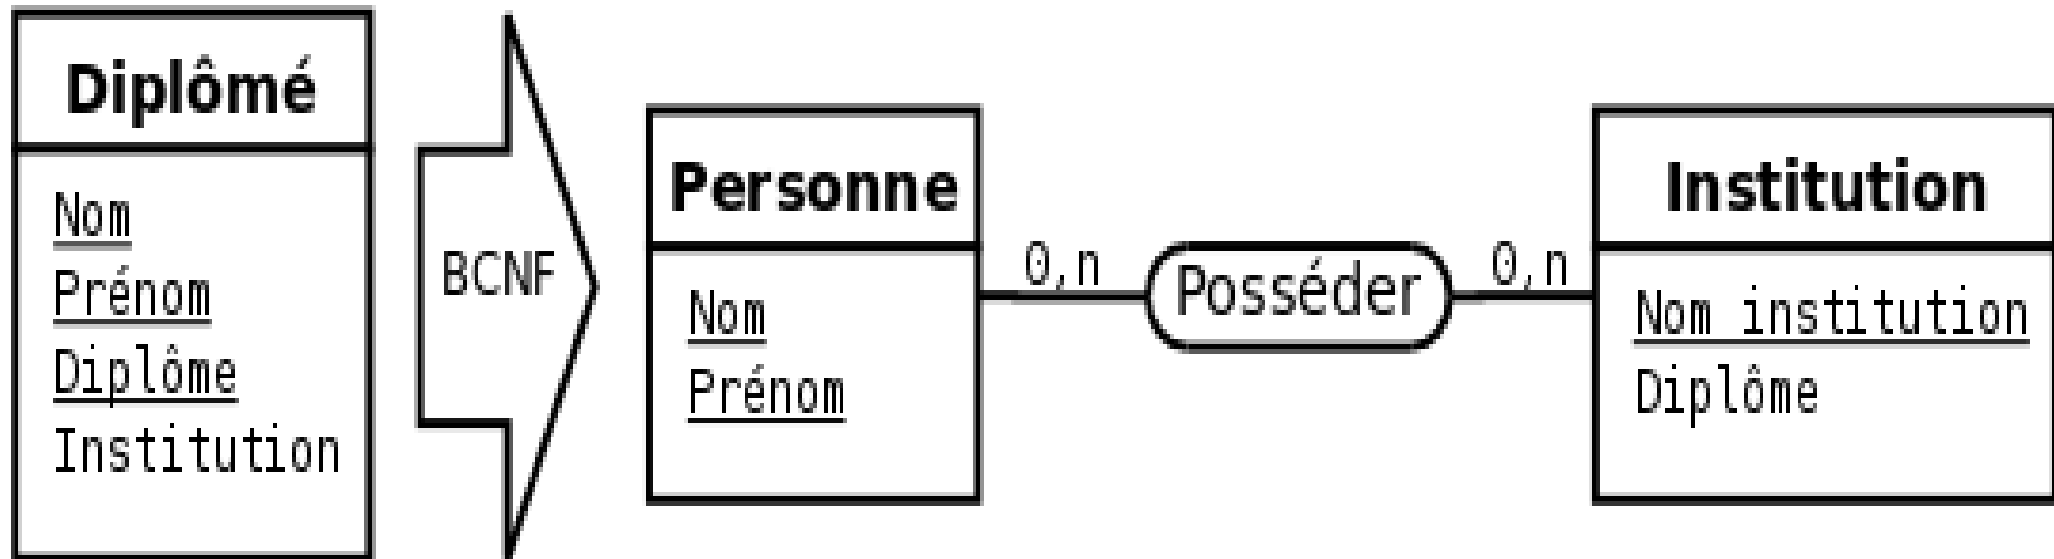 Diplômé
Nom
Prénom
Diplôme
Institution
BCNF
Personne
Nom
Prénom
0,n
Posséder
0,n
Institution
Nom institution
Diplôme